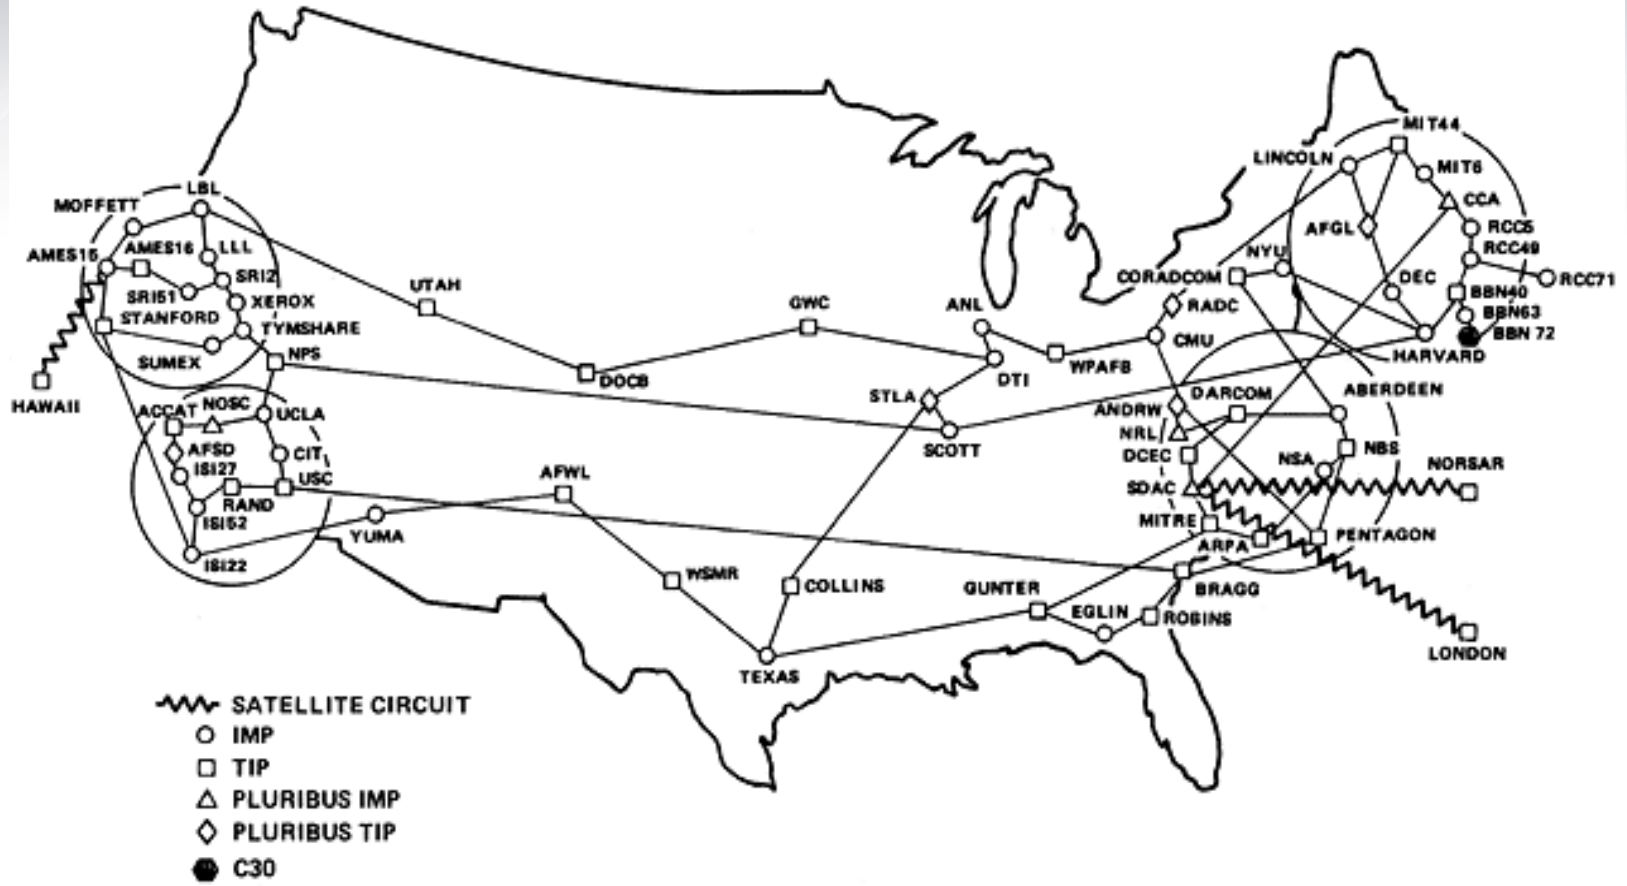 MIT44
LINCOLN
MIT6
LBL
CCA
MOFFETT
RCC5
AFGL
RCC49
AMES15
AMES16
LLL
NYU
CORADCOM
DEC
RCC71
SRI2
UTAH
SRI51
XEROX
GWC
ANL
RADC
BBN40
STANFORD
TYMSHARE
BBN63
BBN 72
CMU
SUMEX
NPS
HARVARD
WPAFB
DTI
DOCB
HAWAII
ACCAT
NOSC
UCLA
STLA
ANDRW
DARCOM
ABERDEEN
NRL
AFSD
CIT
SCOTT
DCEC
NBS
ISI27
NSA
NORSAR
AFWL
USC
SDAC
RAND
ISI52
YUMA
MITRE
ARPA
PENTAGON
ISI22
WSMR
COLLINS
GUNTER
BRAGG
EGLIN
ROBINS
LONDON
TEXAS
SATELLITE CIRCUIT
IMP
TIP
PLURIBUS IMP
PLURIBUS TIP
C30